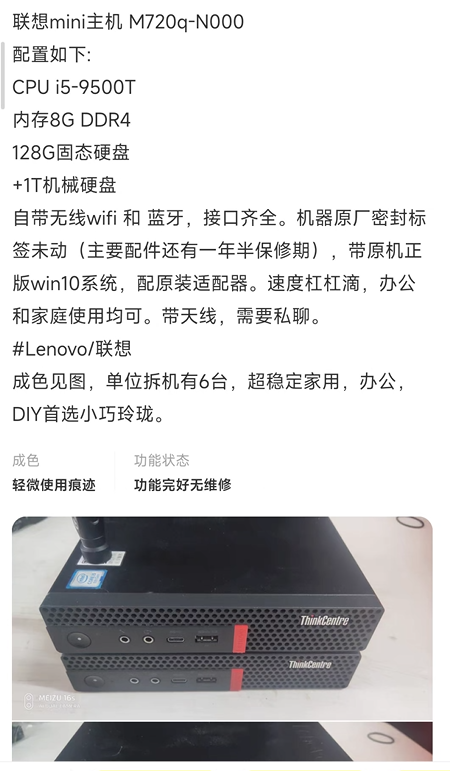 联想mini主机 M720q-N000
配置如下:
CPU i5-9500T
内存8G DDR4
128G固态硬盘
+1T机械硬盘
自带无线wifi 和 蓝牙，接口齐全。机器原厂密封标
签未动（主要配件还有一年半保修期），带原机正
版win10系统，配原装适配器。速度杠杠滴，办公
和家庭使用均可。带天线，需要私聊。
#Lenovo/联想
成色见图，单位拆机有6台，超稳定家用，办公，
DIY首选小巧玲珑。
成色 功能状态
轻微使用痕迹 功能完好无维修
ThinkCentre
ThinkCentre
MEIZU 16